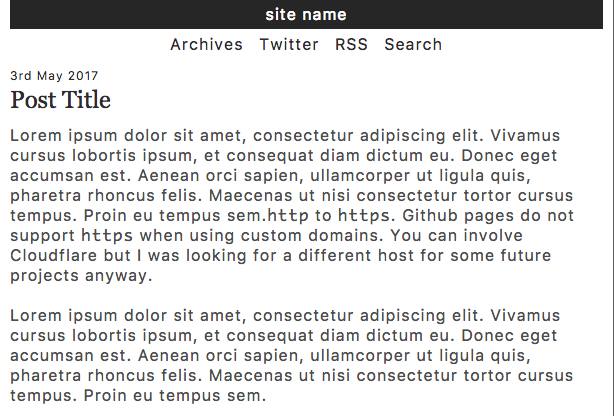 site name
Archives Twitter RSS Search
3rd May 2017
Post Title
Lorem ipsum dolor sit amet, consectetur adipiscing elit. Vivamus
cursus lobortis ipsum, et consequat diam dictum eu. Donec eget
accumsan est. Aenean orci sapien, ullamcorper ut ligula quis,
pharetra rhoncus felis. Maecenas ut nisi consectetur tortor cursus
tempus. Proin eu tempus sem.http to https. Github pages do not
support https when using custom domains. You can involve
Cloudflare but I was looking for a different host for some future
projects anyway.
Lorem ipsum dolor sit amet, consectetur adipiscing elit. Vivamus
cursus lobortis ipsum, et consequat diam dictum eu. Donec eget
accumsan est. Aenean orci sapien, ullamcorper ut ligula quis,
pharetra rhoncus felis. Maecenas ut nisi consectetur tortor cursus
tempus. Proin eu tempus sem.